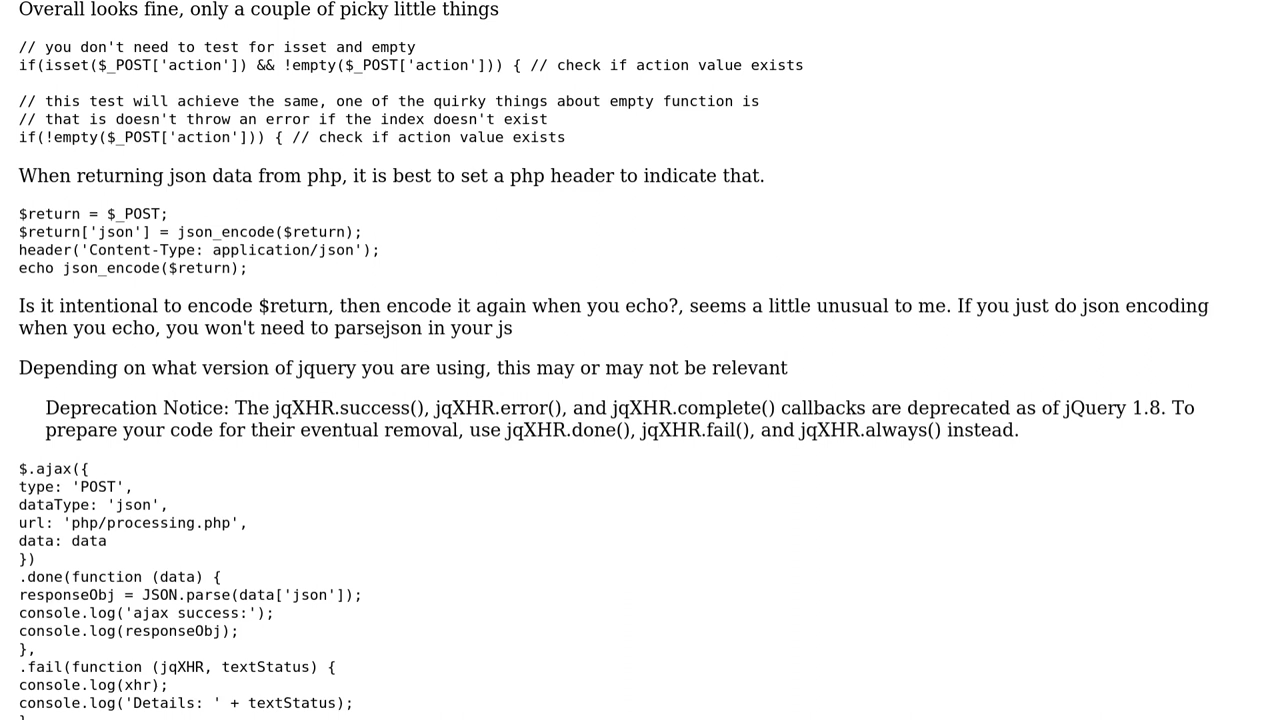 Overall looks fine, only a couple of picky little things
// you don't need to test for isset and empty
if(isset($_POST['action']) && !empty($_POST['action'])) { // check if action value exists
// this test will achieve the same, one of the quirky things about empty function is
// that is doesn't throw an error if the index doesn't exist
if(!empty($_POST['action'])) { // check if action value exists
When returning json data from php, it is best to set a php header to indicate that.
$return = $_POST;
$return['json'] = json_encode($return);
header('Content-Type: application/json');
echo json_encode($return);
Is it intentional to encode $return, then encode it again when you echo?, seems a little unusual to me. If you just do json encoding
when you echo, you won't need to parsejson in your js
Depending on what version of jquery you are using, this may or may not be relevant
Deprecation Notice: The jqXHR.success(), jqXHR.error(), and jqXHR.complete() callbacks are deprecated as of jQuery 1.8. To
prepare your code for their eventual removal, use jqXHR.done(), jqXHR.fail(), and jqXHR.always() instead.
$.ajax({
type: 'POST',
dataType: 'json',
url: 'php/processing.php',
data: data
})
.done(function (data) {
responseObj = JSON.parse(data['json']);
console.log('ajax success:');
console.log(responseObj);
},
.fail(function (jqXHR, textStatus) {
console.log(xhr);
console.log('Details: ' + textStatus);